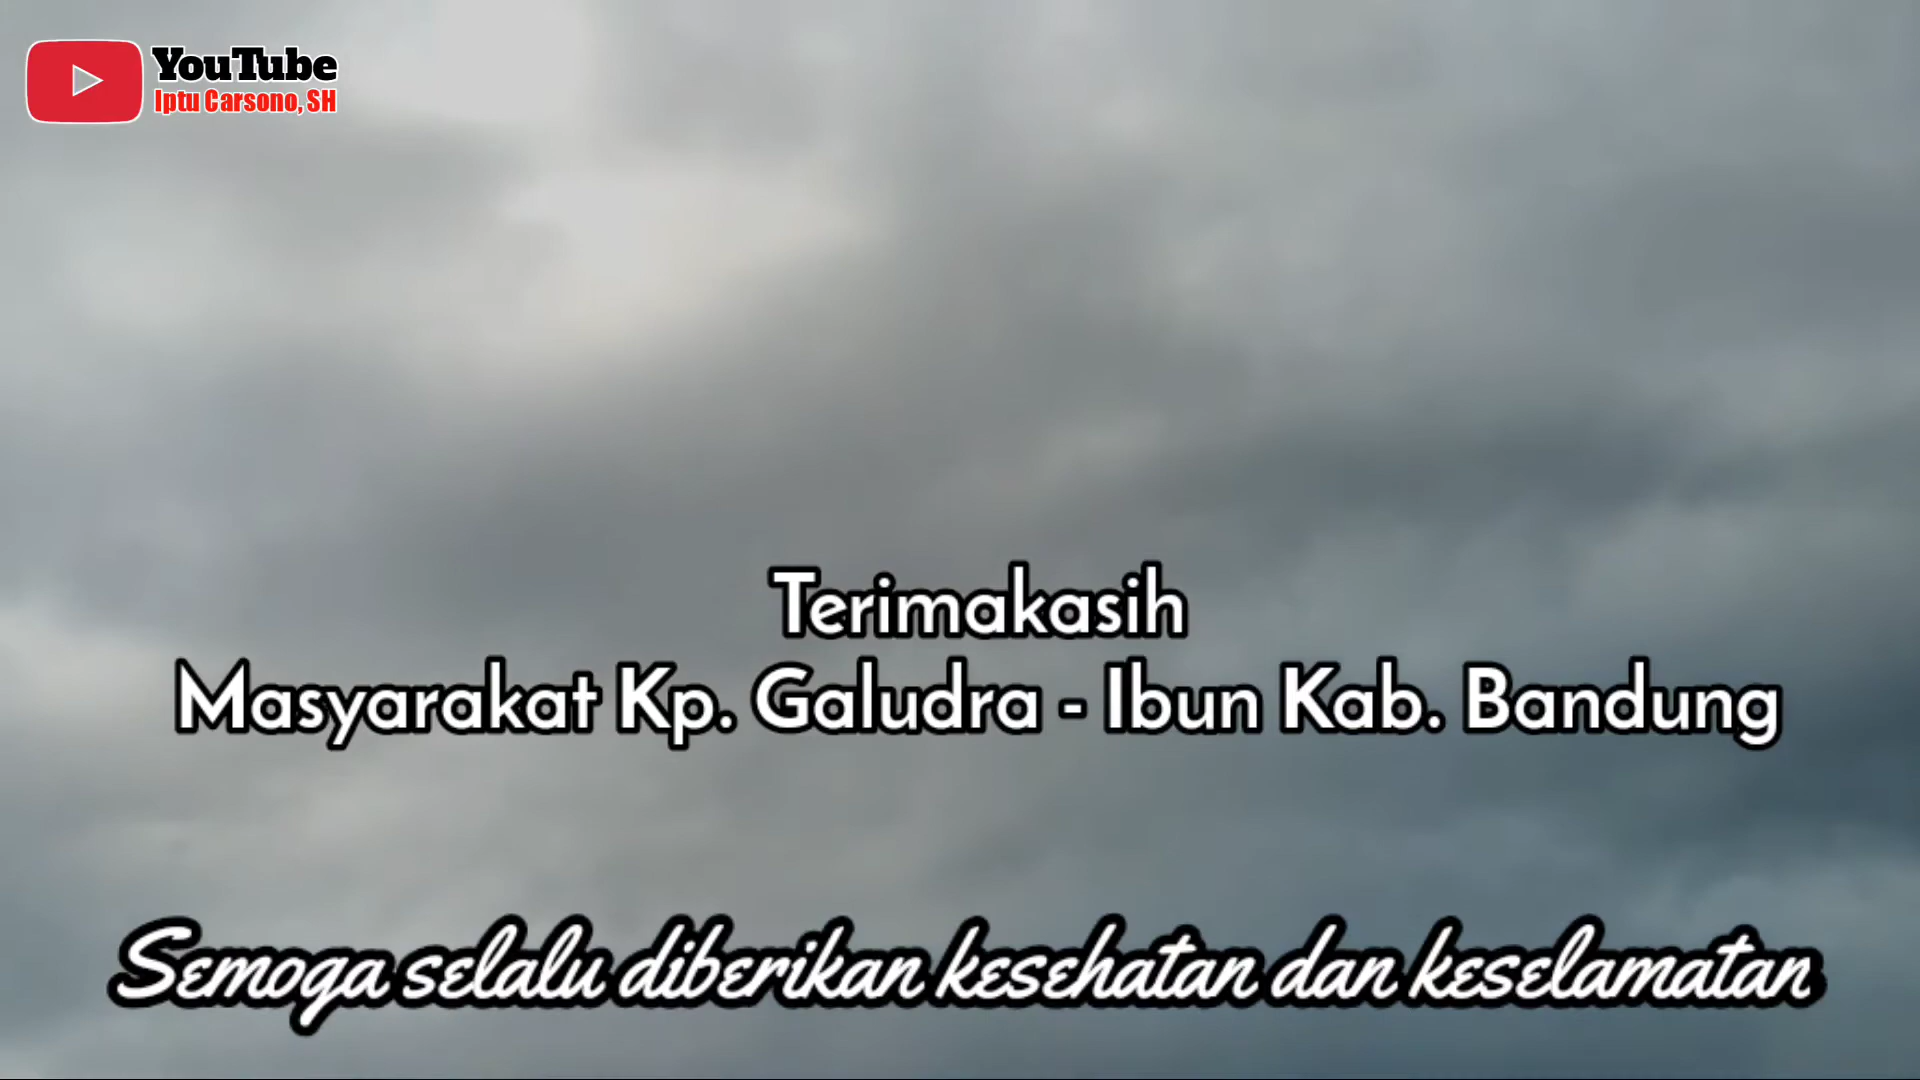 YouTube
Iptu Carsono, SH
Terimakasih
Masyarakat Kp. Galudra - Ibun Kab. Bandung
Semoga selalu diberikan kesehatan dan keselamatan